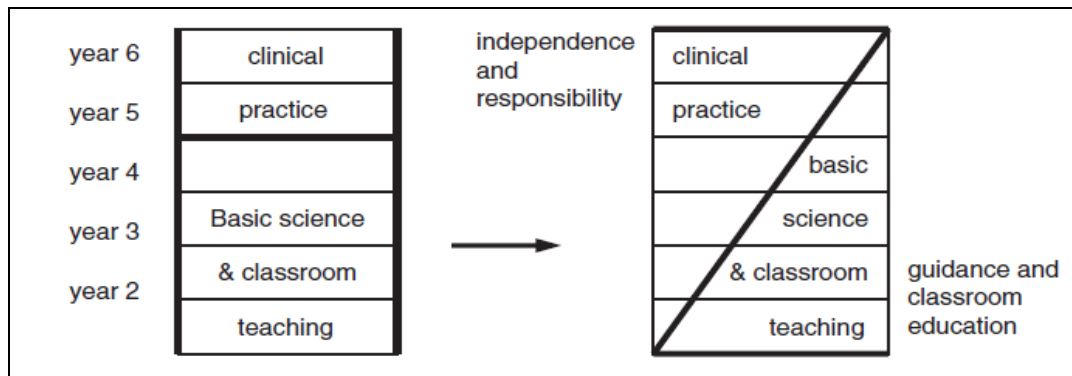 year 6
clinical
year 5
practice
year 4
year 3
Basic science
year 2
& classroom
teaching
independence
and
responsibility
clinical
practice
basic
science
& classroom
teaching
guidance and
classroom
education